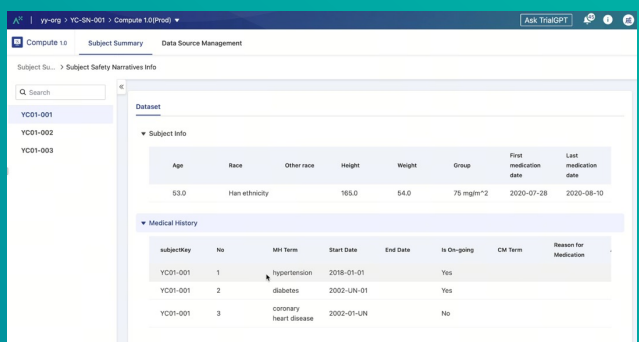 yy-org > YC-SN-001 > Compute 1.0(Prod)
Ask TrialGPT
Compute 1.0 Subject Summary Data Source Management
Subject Su... > Subject Safety Narratives Info
Search
YC01-001
YC01-002
YC01-003
Dataset
Subject Info
Age Race Other race Height Weight Group First medication date Last medication date
53.0 Han ethnicity 165.0 54.0 75 mg/m^2 2020-07-28 2020-08-10
Medical History
subjectKey No MH Term Start Date End Date Is On-going CM Term Reason for Medication
YC01-001 1 hypertension 2018-01-01 Yes
YC01-001 2 diabetes 2002-UN-01 Yes
YC01-001 3 coronary heart disease 2002-01-UN No